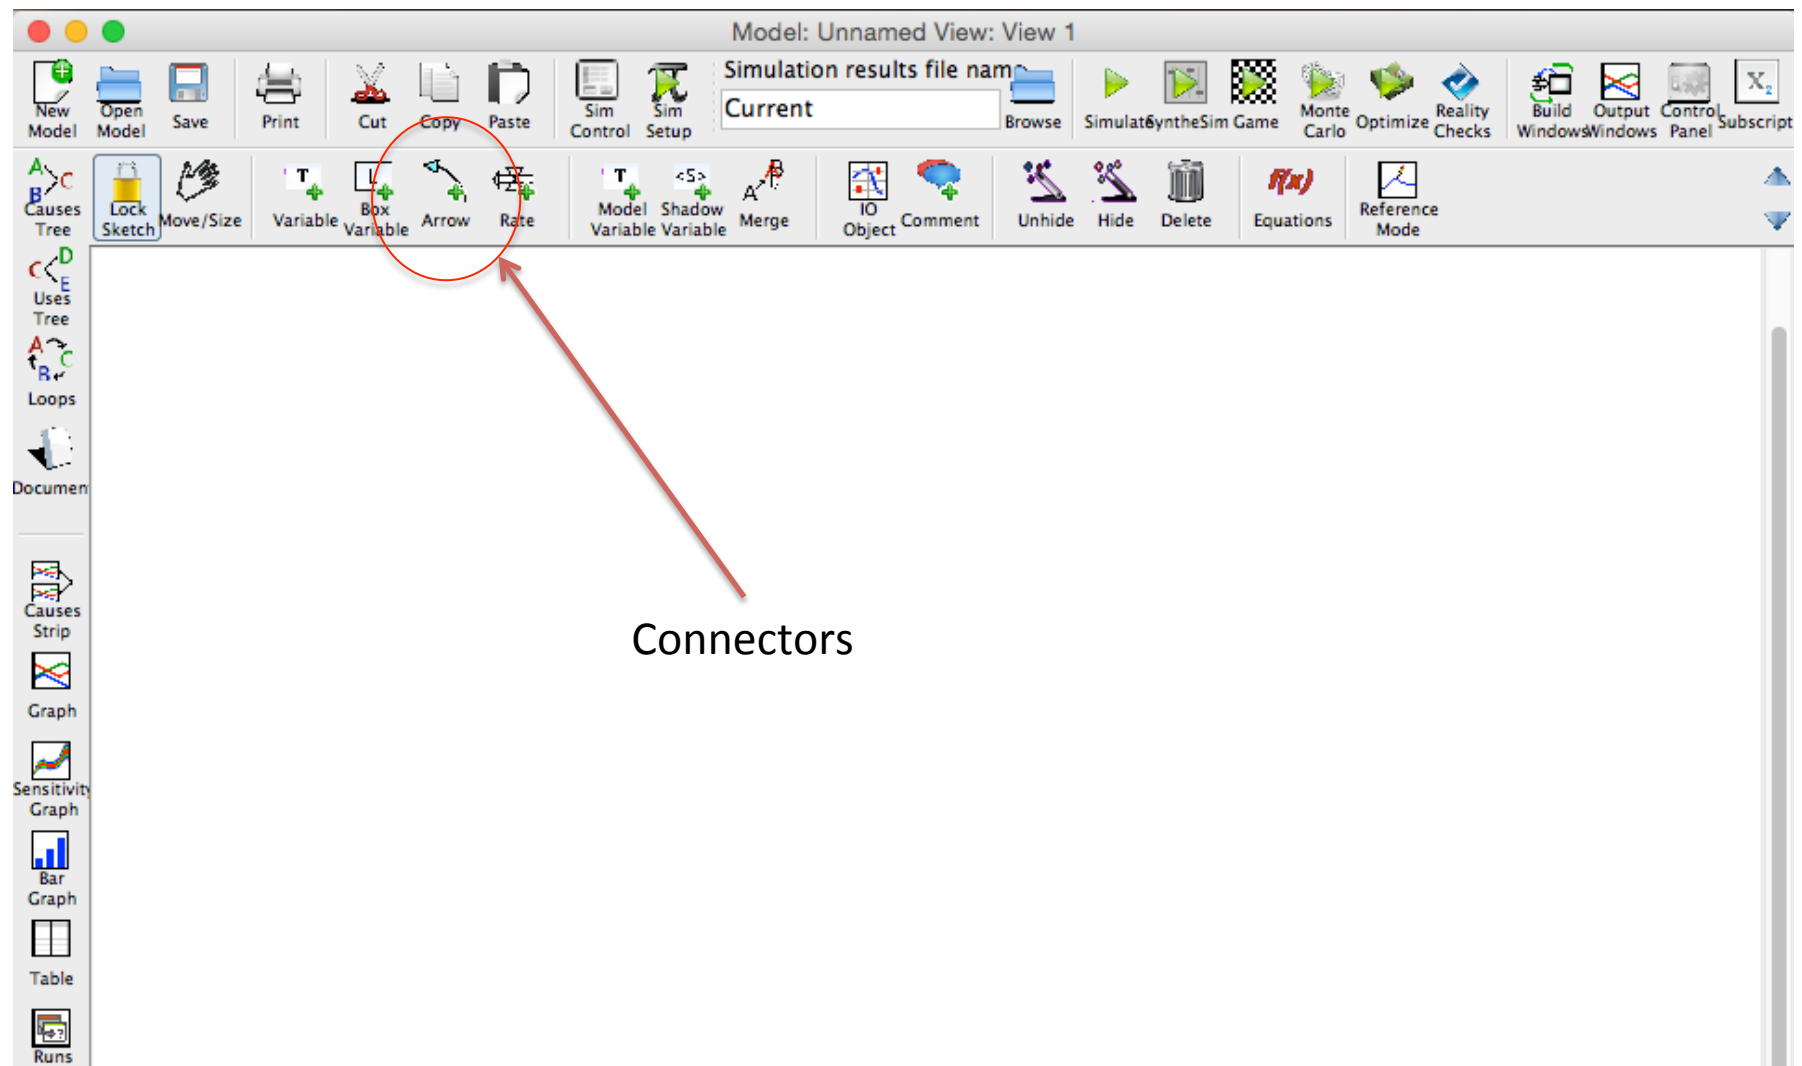 Model: Unnamed View: View 1
New Model
Open Model
Save
Print
Cut
Copy
Paste
Sim Control
Sim Setup
Simulation results file nam
Current
Browse
Simulate
SyntheSim
Game
Monte Carlo
Optimize
Reality Checks
Build Windows
Output Windows
Control Panel
X2
Subscript
A
B
C
Causes Tree
Lock Sketch
Move/Size
T
Variable
L
Box Variable
Arrow
Rate
T
Model Variable
<S>
Shadow Variable
A
Merge
IO Object
Comment
Unhide
Hide
Delete
f(x)
Equations
Reference Mode
C
D
E
Uses Tree
A
C
B
Loops
Documen
Connectors
Causes Strip
Graph
Sensitivity Graph
Bar Graph
Table
Runs